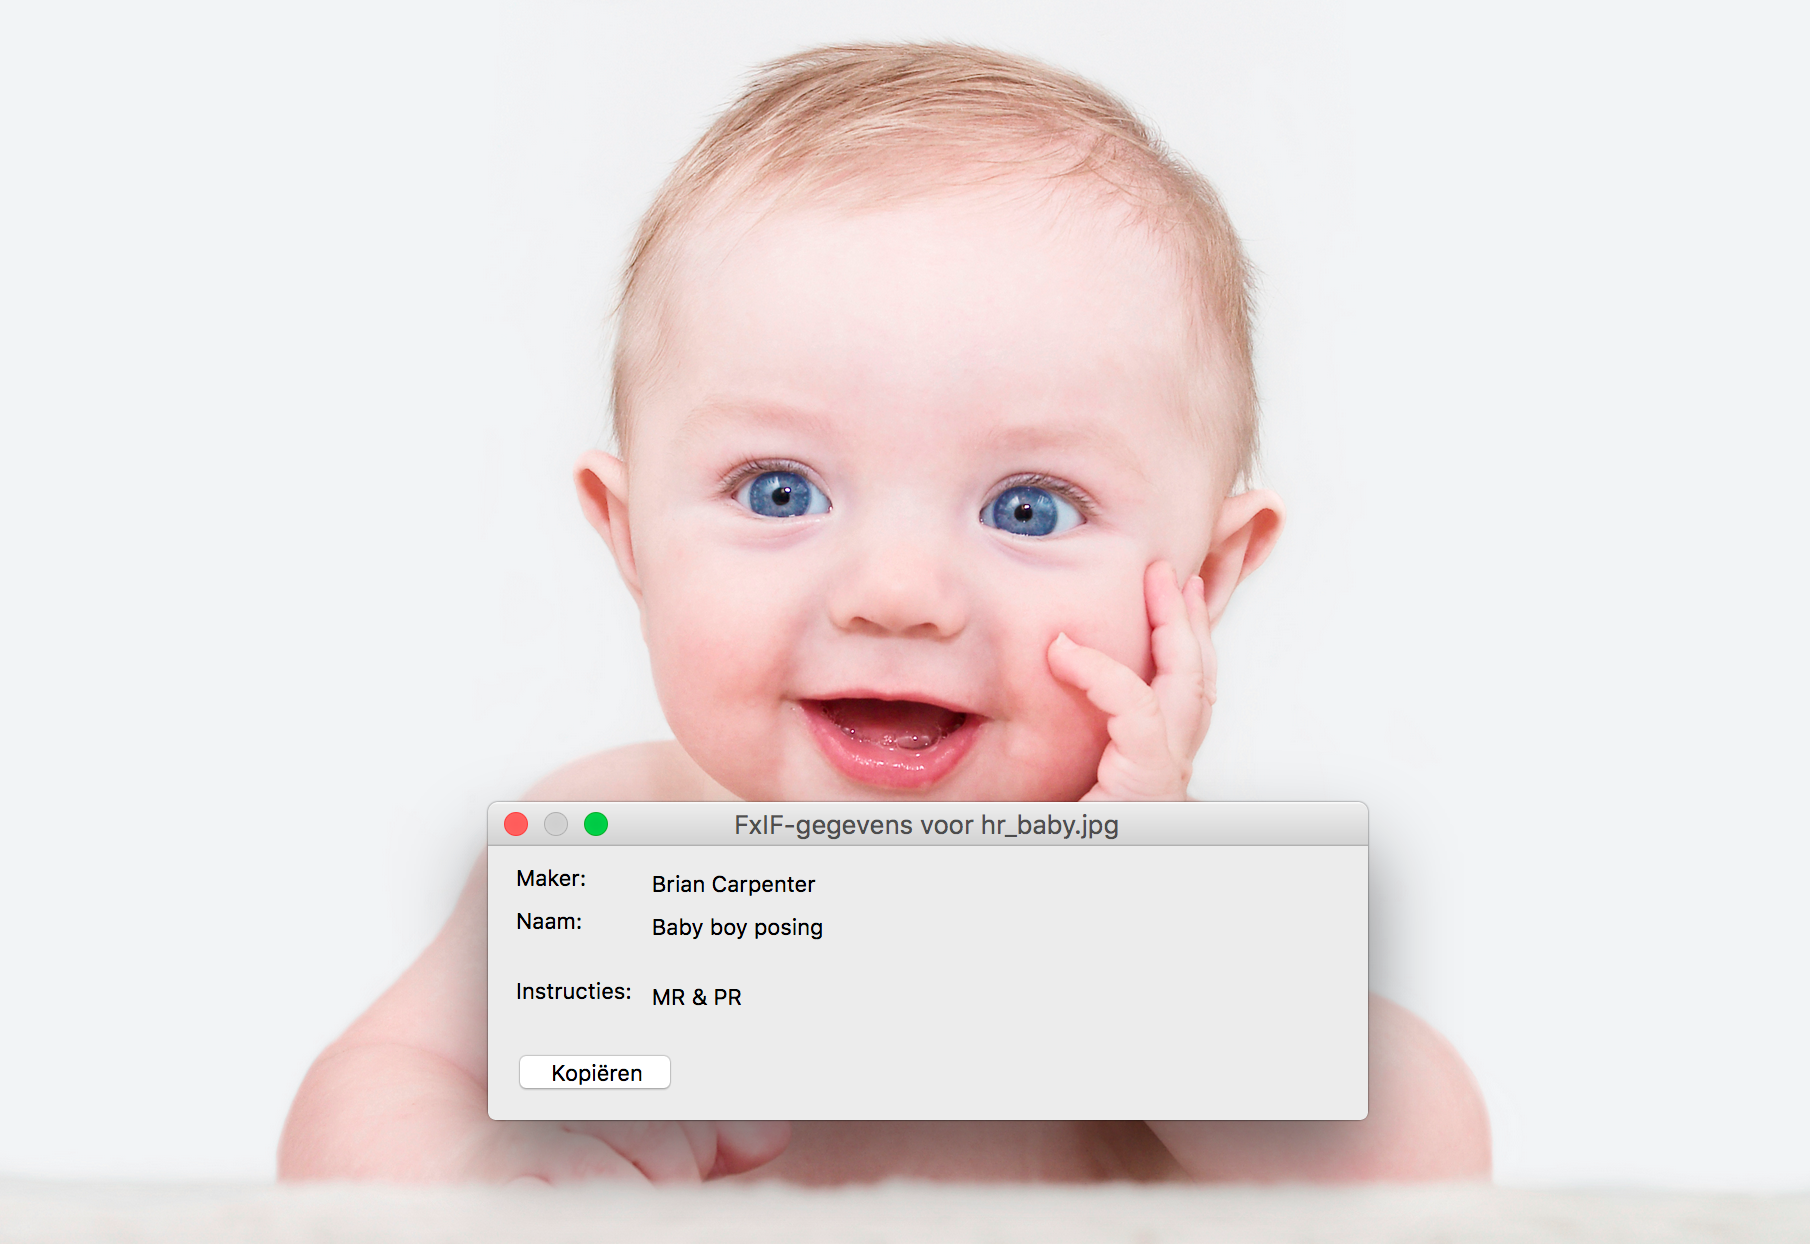 FxIF-gegevens voor hr_baby.jpg
Maker: Brian Carpenter
Naam: Baby boy posing
Instructies: MR & PR
Kopiëren